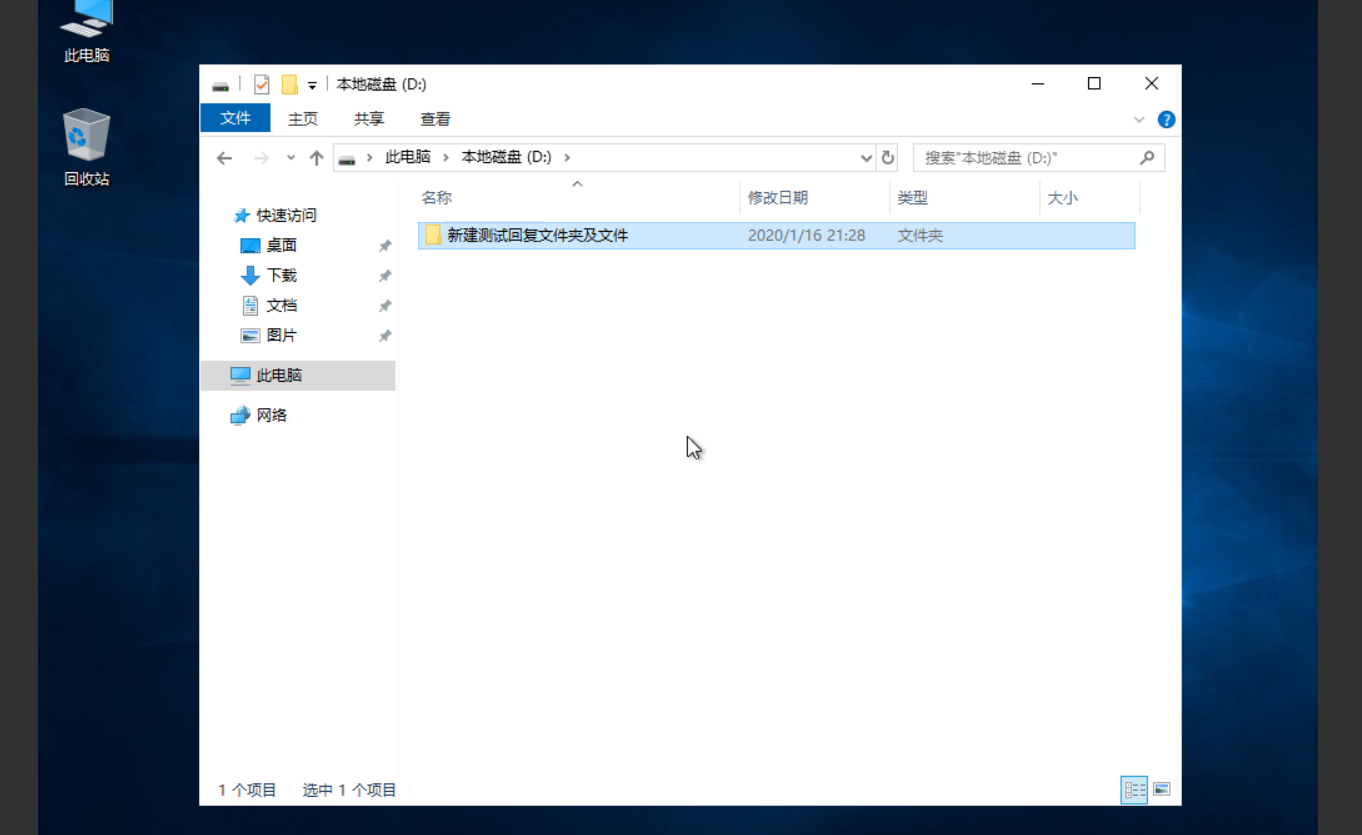 此电脑
回收站
本地磁盘 (D:)
文件 主页 共享 查看
此电脑 本地磁盘 (D:) 搜索"本地磁盘 (D:)"
名称 修改日期 类型 大小
新建测试回复文件夹及文件 2020/1/16 21:28 文件夹
快速访问
桌面
下载
文档
图片
此电脑
网络
1 个项目 选中 1 个项目